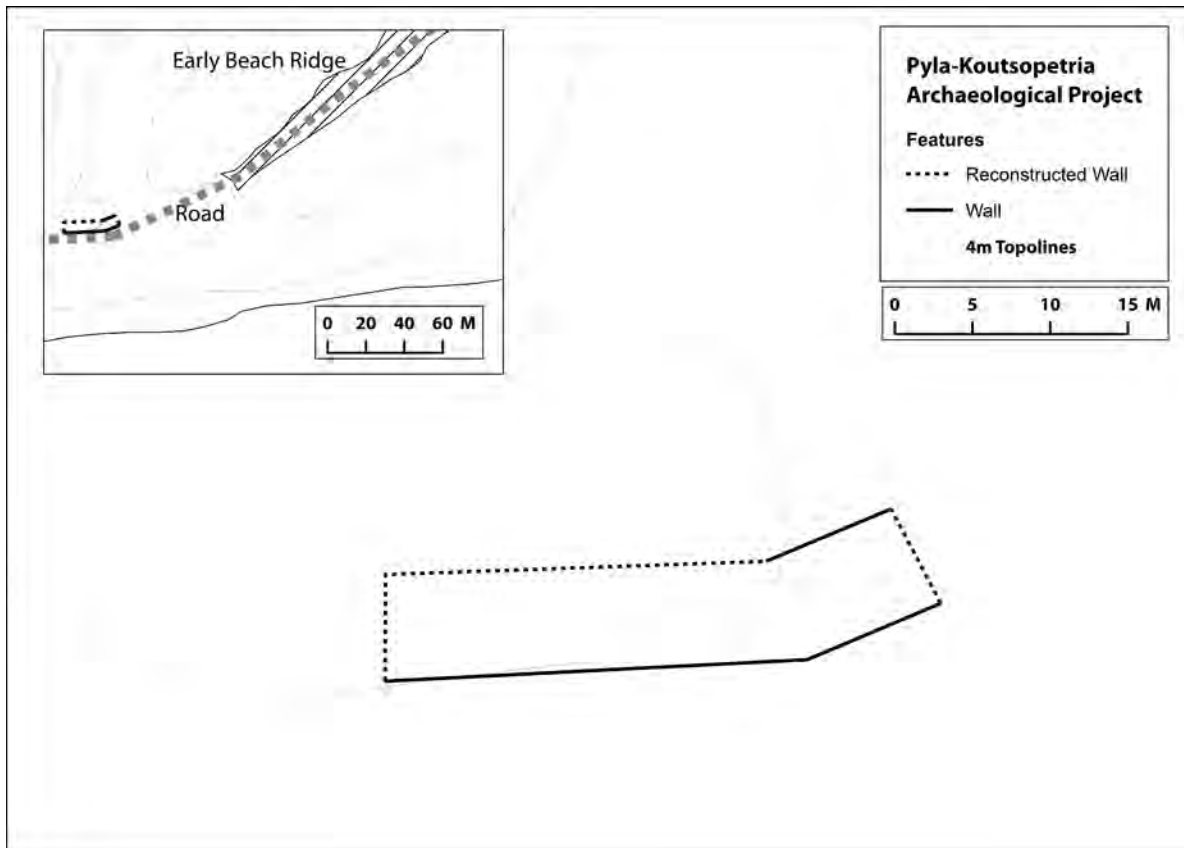 Early Beach Ridge
Road
0 20 40 60 M
Pyla-Koutsopetria
Archaeological Project
Features
Reconstructed Wall
Wall
4m Topolines
0 5 10 15 M